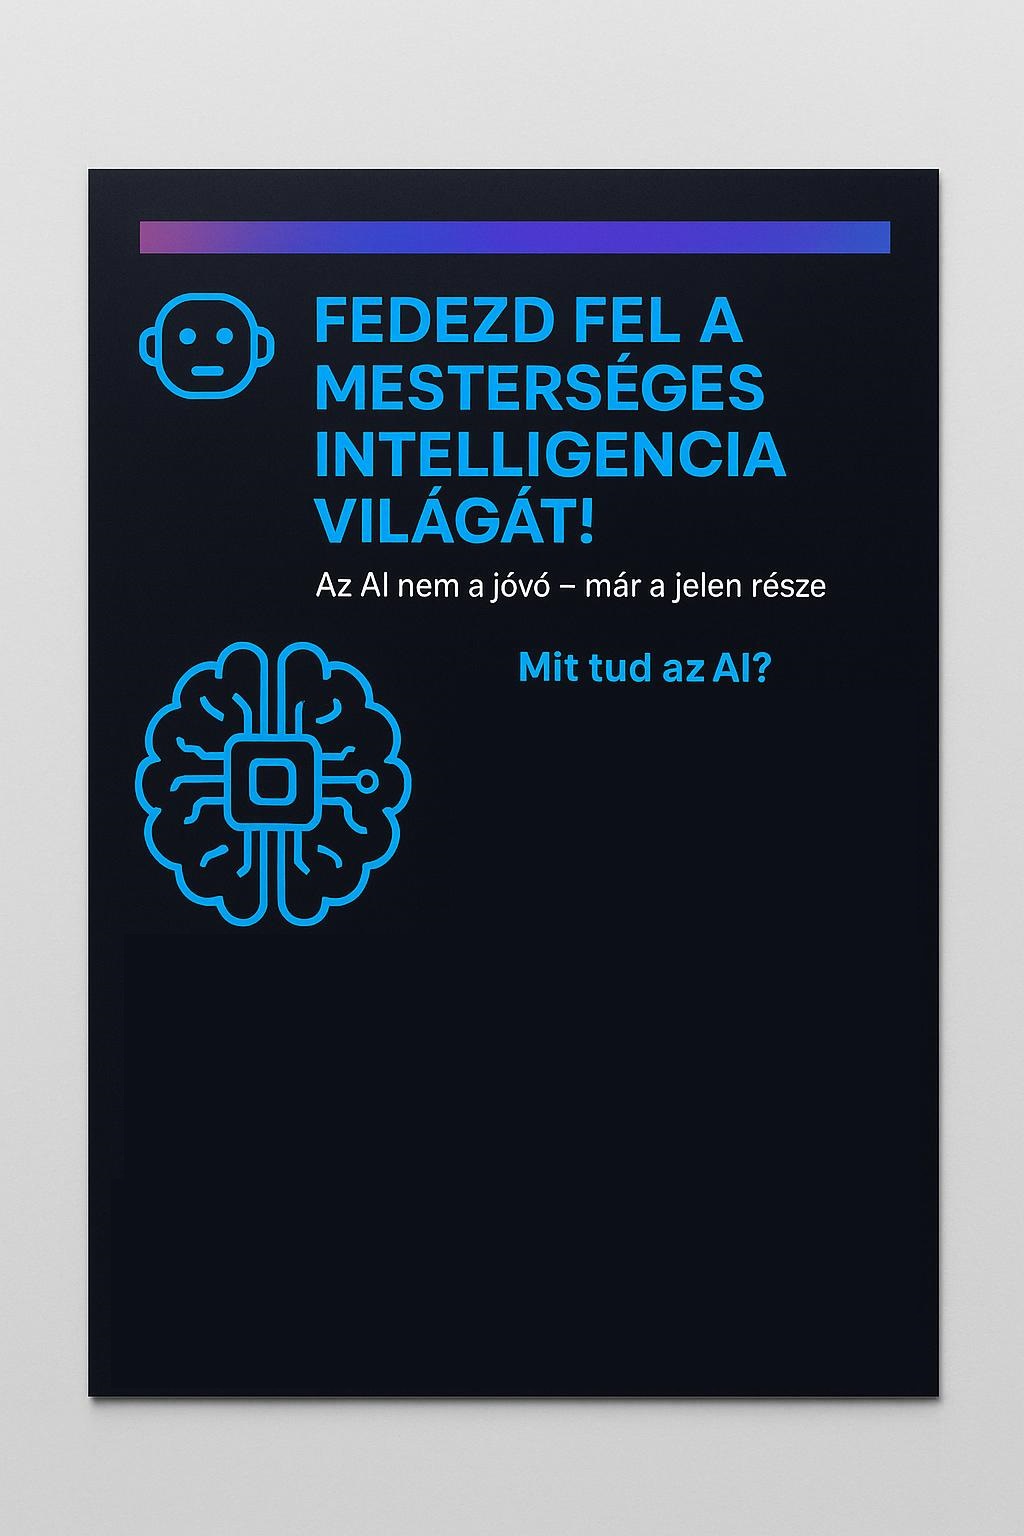 FEDEZD FEL A
MESTERSÉGES
INTELLIGENCIA
VILÁGÁT!
Az AI nem a jóvó – már a jelen része
Mit tud az AI?